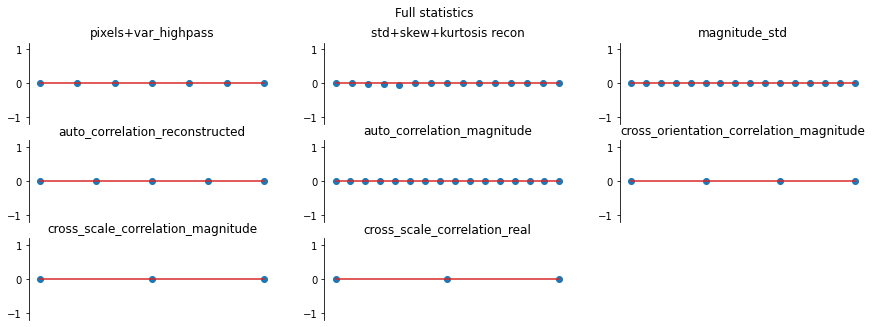 Full statistics
pixels+var_highpass
std+skew+kurtosis recon
magnitude_std
1
0
−1
1
0
−1
1
0
−1
auto_correlation_reconstructed
auto_correlation_magnitude
cross_orientation_correlation_magnitude
1
0
−1
1
0
−1
1
0
−1
cross_scale_correlation_magnitude
cross_scale_correlation_real
1
0
−1
1
0
−1